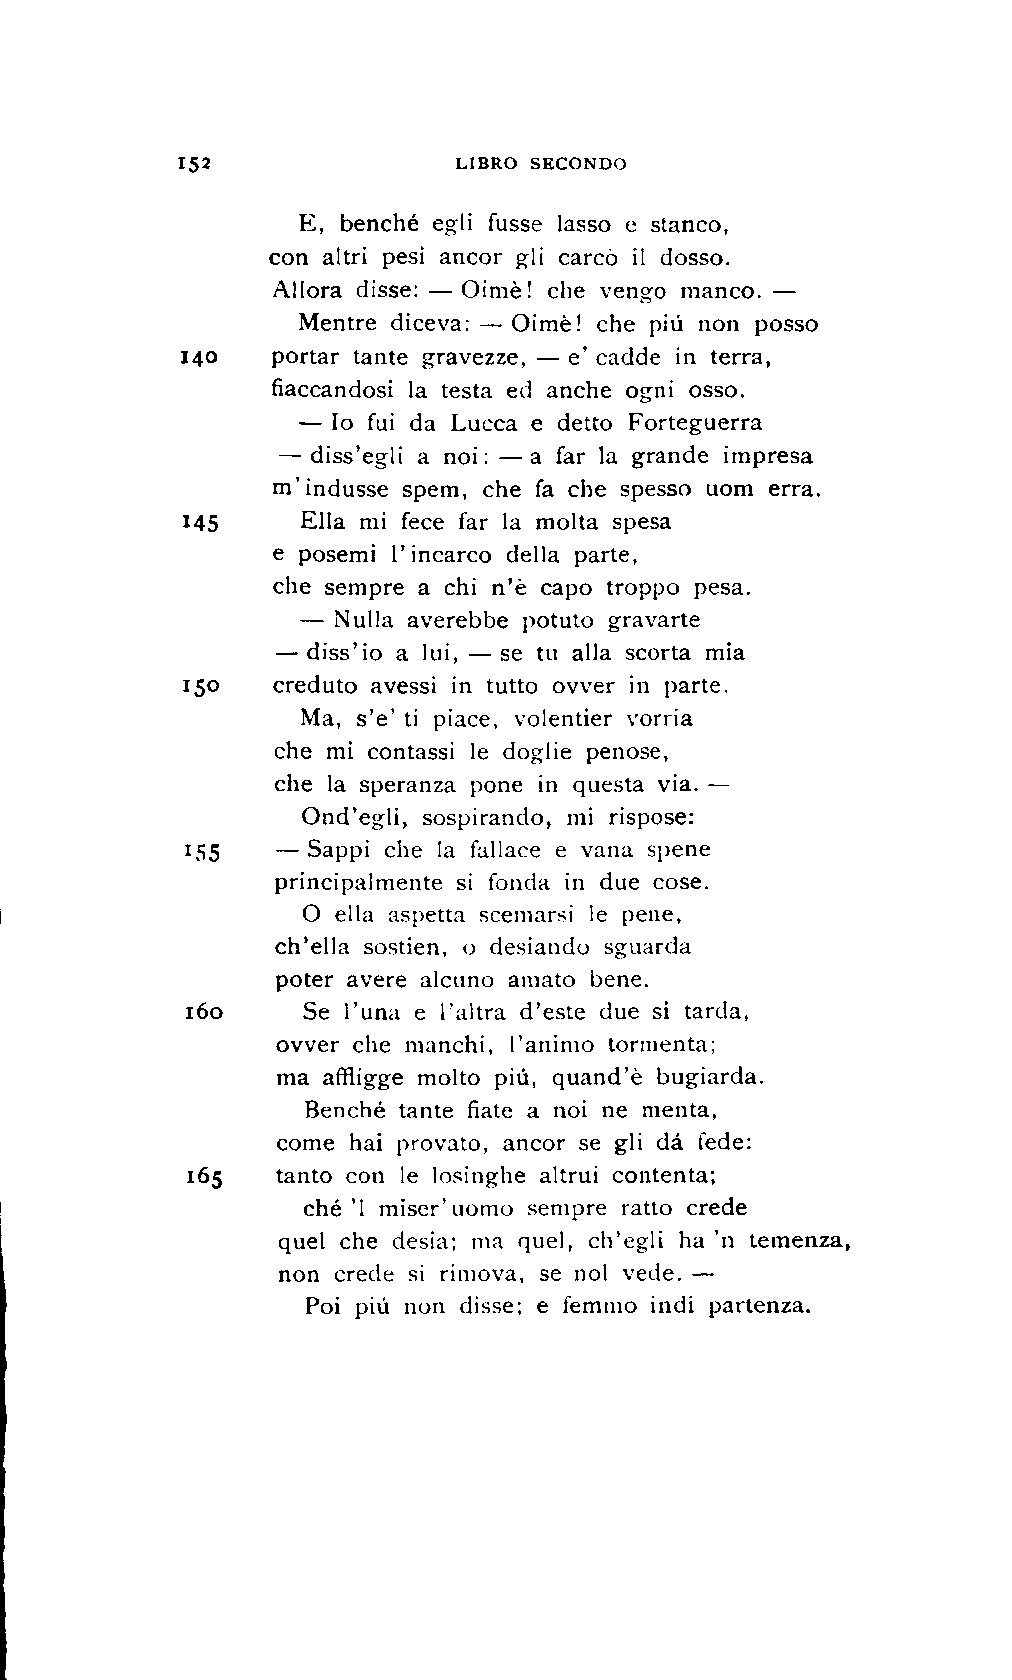 152 LIBRO SECONDO
E, benché egli fusse lasso e stanco,
con altri pesi ancor gli carcò il dosso.
Allora disse: — Oimè! che vengo manco. —
Mentre diceva: — Oimè! che piú non posso
140 portar tante gravezze, — e' cadde in terra,
fiaccandosi la testa ed anche ogni osso.
— Io fui da Lucca e detto Forteguerra
— diss'egli a noi: — a far la grande impresa
m'indusse spem, che fa che spesso uom erra.
145 Ella mi fece far la molta spesa
e posemi l'incarco della parte,
che sempre a chi n'è capo troppo pesa.
— Nulla averebbe potuto gravarte
— diss'io a lui, — se tu alla scorta mia
150 creduto avessi in tutto ovver in parte.
Ma, s'e' ti piace, volentier vorria
che mi contassi le doglie penose,
che la speranza pone in questa via. —
Ond'egli, sospirando, mi rispose:
155 — Sappi che la fallace e vana spene
principalmente si fonda in due cose.
O ella aspetta scemarsi le pene,
ch'ella sostien, o desiando sguarda
poter avere alcuno amato bene.
160 Se l'una e l'altra d'este due si tarda,
ovver che manchi, l'animo tormenta;
ma affligge molto piú, quand'è bugiarda.
Benché tante fiate a noi ne menta,
come hai provato, ancor se gli dá fede:
165 tanto con le losinghe altrui contenta;
ché 'l miser'uomo sempre ratto crede
quel che desia; ma quel, ch'egli ha 'n temenza,
non crede si rimova, se nol vede. —
Poi piú non disse; e femmo indi partenza.